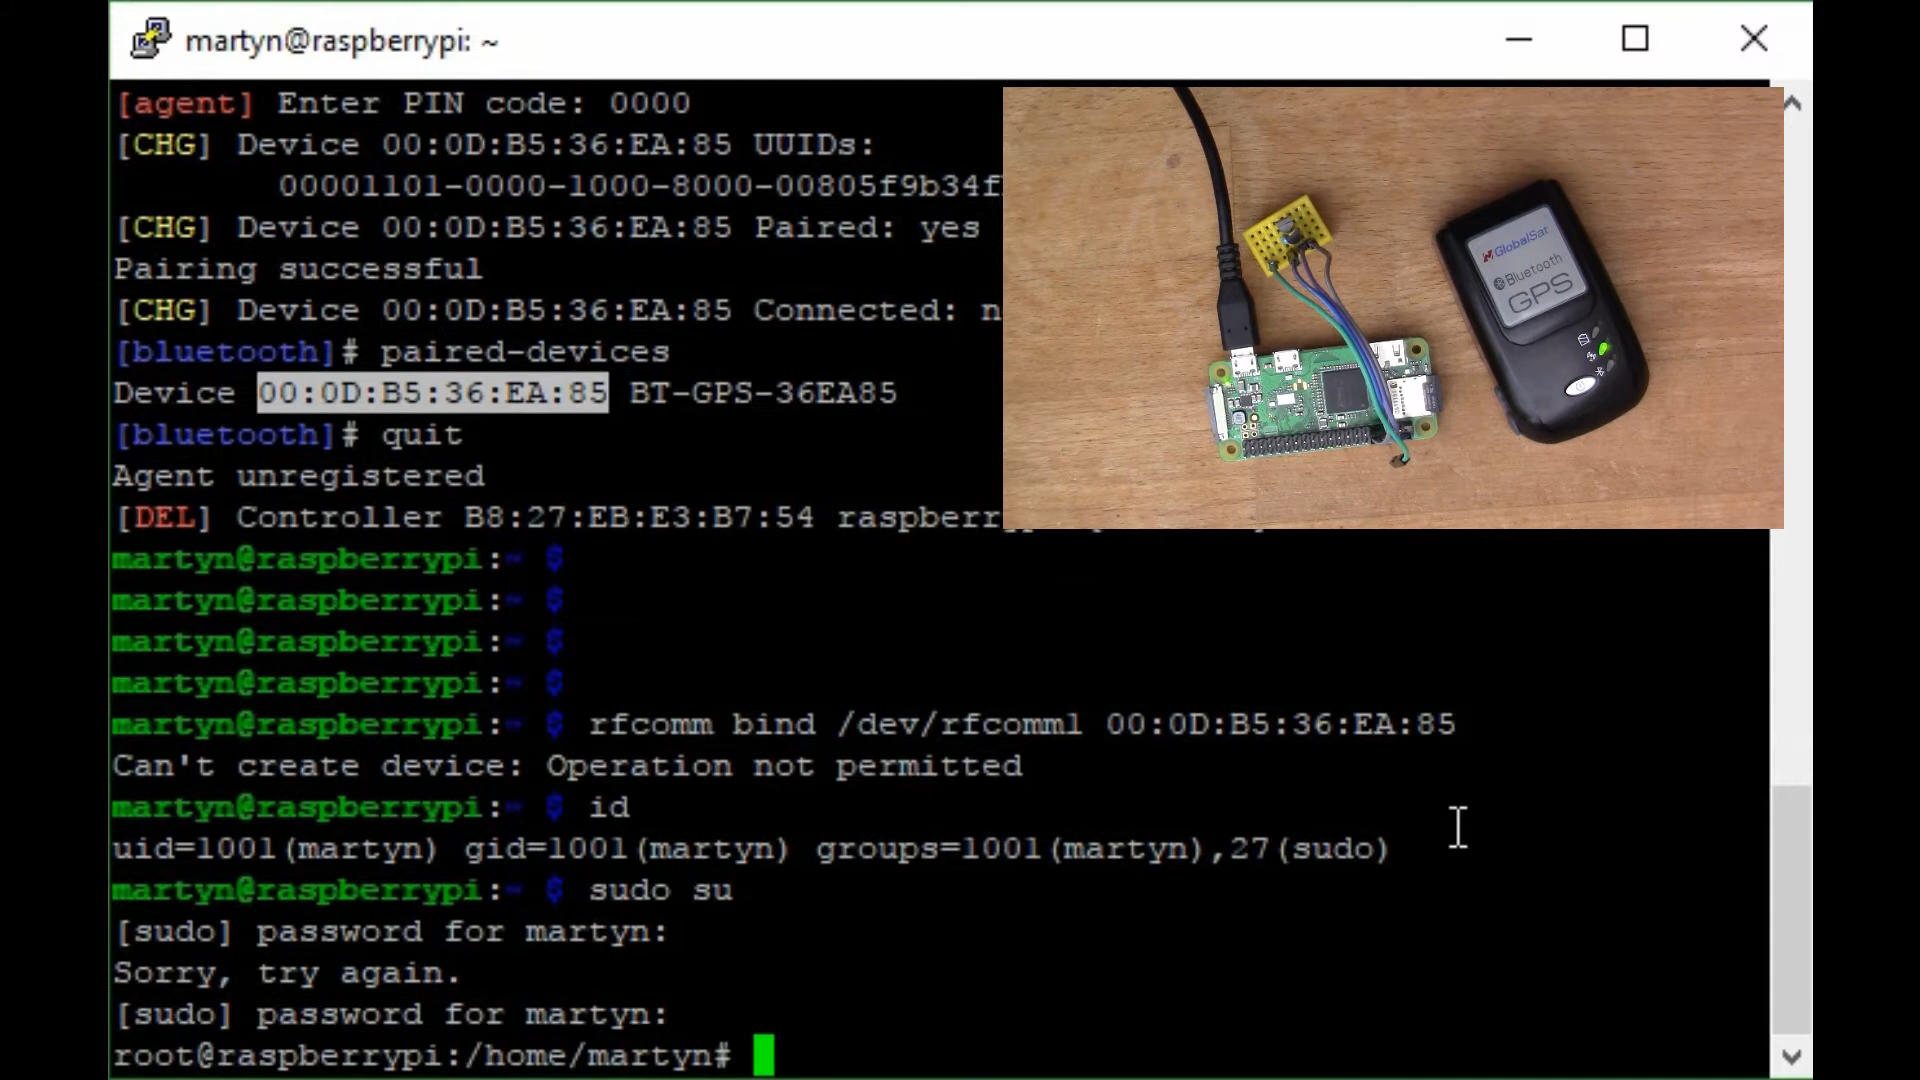 martyn@raspberrypi: ~
[agent] Enter PIN code: 0000
[CHG] Device 00:0D:B5:36:EA:85 UUIDs:
00001101-0000-1000-8000-00805f9b34f
[CHG] Device 00:0D:B5:36:EA:85 Paired: yes
Pairing successful
[CHG] Device 00:0D:B5:36:EA:85 Connected: n
[bluetooth]# paired-devices
Device 00:0D:B5:36:EA:85 BT-GPS-36EA85
[bluetooth]# quit
Agent unregistered
[DEL] Controller B8:27:EB:E3:B7:54 raspberr
martyn@raspberrypi:~ $
martyn@raspberrypi:~ $
martyn@raspberrypi:~ $
martyn@raspberrypi:~ $
martyn@raspberrypi:~ $ rfcomm bind /dev/rfcomm1 00:0D:B5:36:EA:85
Can't create device: Operation not permitted
martyn@raspberrypi:~ $ id
uid=1001(martyn) gid=1001(martyn) groups=1001(martyn),27(sudo)
martyn@raspberrypi:~ $ sudo su
[sudo] password for martyn:
Sorry, try again.
[sudo] password for martyn:
root@raspberrypi:/home/martyn#
GlobalSat
Bluetooth
GPS